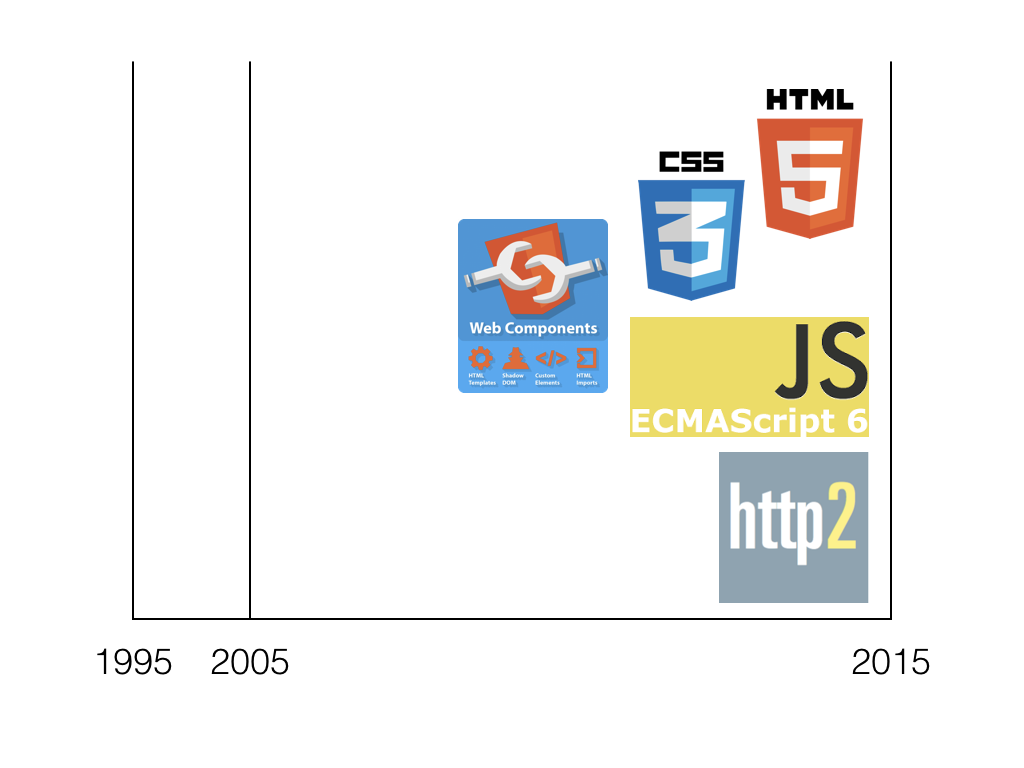 HTML
5
CSS
3
Web Components
HTML Templates
Shadow DOM
Custom Elements
HTML Imports
JS
ECMAScript 6
http2
1995 2005 2015